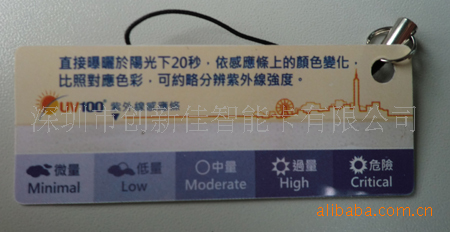 直接曝曬於陽光下20秒，依感應條上的顏色變化，
比照對應色彩，可約略分辨紫外線強度。
UV100 紫外線感應條
深圳市创新佳智能卡有限公司
微量 低量 中量 過量 危險
Minimal Low Moderate High Critical
alibaba.com.cn